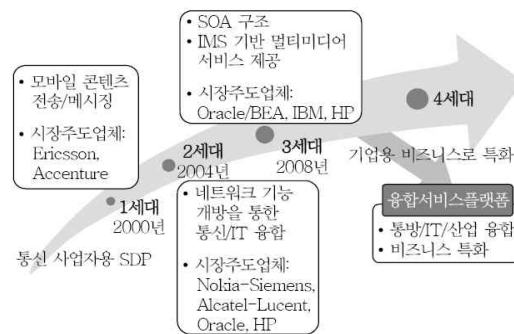 • SOA 구조
• IMS 기반 멀티미디어
서비스 제공
• 시장주도업체:
Oracle/BEA, IBM, HP
• 모바일 콘텐츠
전송/메시징
• 시장주도업체:
Ericsson,
Accenture
4세대
2세대
2004년
3세대
2008년
기업용 비즈니스로 특화
1세대
2000년
• 네트워크 기능
개방을 통한
통신/IT 융합
• 시장주도업체:
Nokia-Siemens,
Alcatel-Lucent,
Oracle, HP
융합서비스플랫폼
• 통방/IT/산업 융합
• 비즈니스 특화
통신 사업자용 SDP